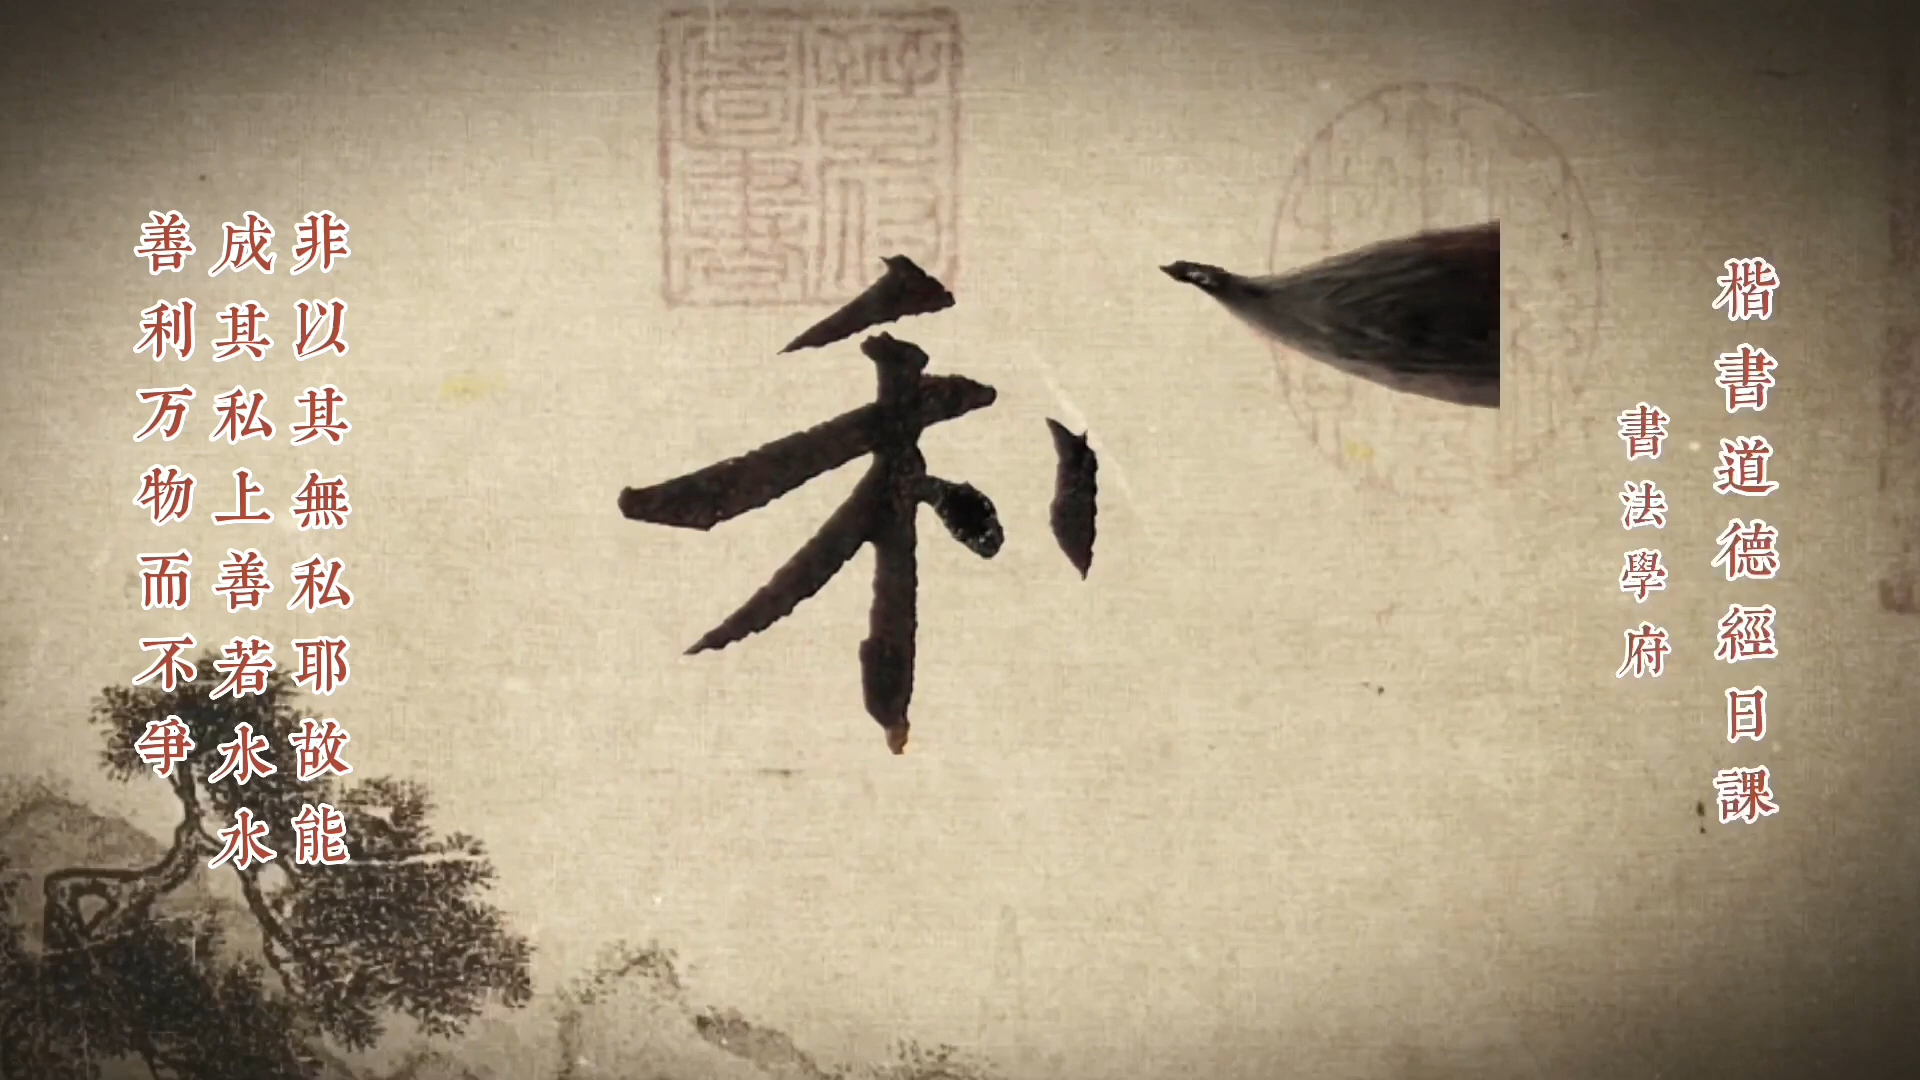 楷書道德經日課
書法學府
非以其無私耶故能
成其私上善若水水
善利万物而不爭